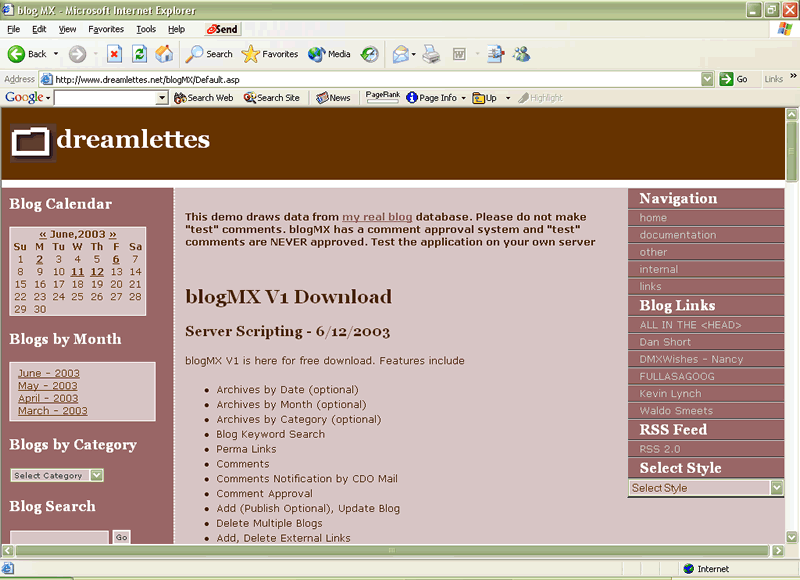 blog MX - Microsoft Internet Explorer
File Edit View Favorites Tools Help eSend
Back Search Favorites Media
Address http://www.dreamlettes.net/blogMX/Default.asp Go Links »
Google Search Web Search Site News PageRank Page Info Up Highlight
dreamlettes
Blog Calendar
« June,2003 »
Su M Tu W Th F Sa
1 2 3 4 5 6 7
8 9 10 11 12 13 14
15 16 17 18 19 20 21
22 23 24 25 26 27 28
29 30
Blogs by Month
June - 2003
May - 2003
April - 2003
March - 2003
Blogs by Category
Select Category
Blog Search
Go
This demo draws data from my real blog database. Please do not make
"test" comments. blogMX has a comment approval system and "test"
comments are NEVER approved. Test the application on your own server
blogMX V1 Download
Server Scripting - 6/12/2003
blogMX V1 is here for free download. Features include
• Archives by Date (optional)
• Archives by Month (optional)
• Archives by Category (optional)
• Blog Keyword Search
• Perma Links
• Comments
• Comments Notification by CDO Mail
• Comment Approval
• Add (Publish Optional), Update Blog
• Delete Multiple Blogs
• Add, Delete External Links
Navigation
home
documentation
other
internal
links
Blog Links
ALL IN THE <HEAD>
Dan Short
DMXWishes - Nancy
FULLASAGOOG
Kevin Lynch
Waldo Smeets
RSS Feed
RSS 2.0
Select Style
Select Style
Internet